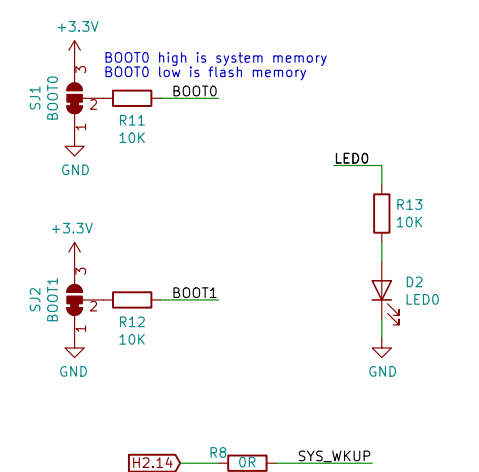 +3.3V
BOOT0 high is system memory
BOOT0 low is flash memory
3
SJ1
BOOT0
2
BOOT0
1
R11
10K
GND
LED0
R13
10K
+3.3V
3
D2
LED0
SJ2
BOOT1
2
BOOT1
1
R12
10K
GND
GND
R8
H2.14
0R
SYS_WKUP